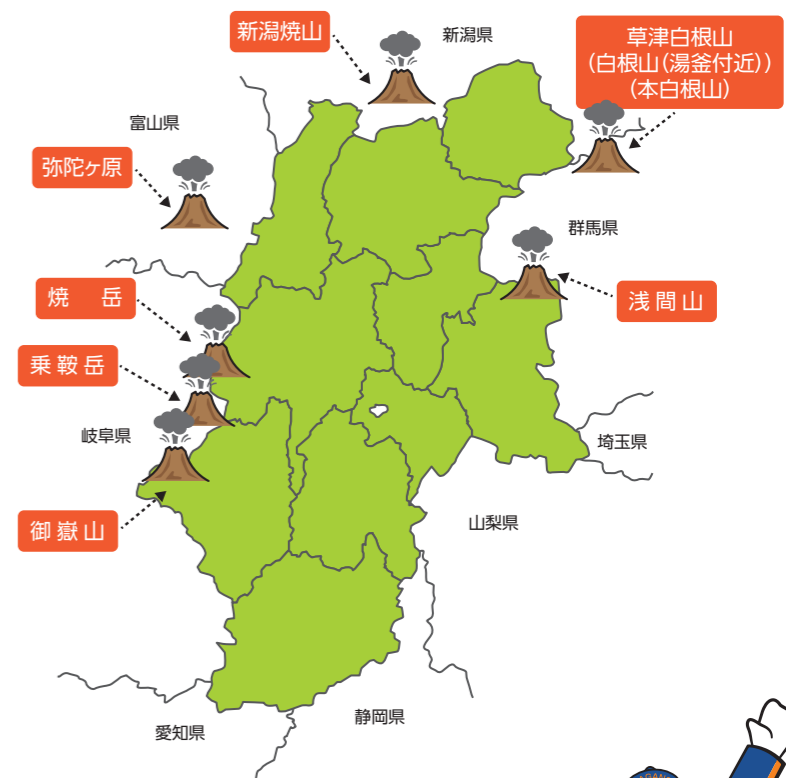 新潟焼山
新潟県
草津白根山
(白根山(湯釜付近))
(本白根山)
富山県
弥陀ヶ原
群馬県
焼 岳
浅間山
乗鞍岳
岐阜県
埼玉県
御嶽山
山梨県
愛知県
静岡県